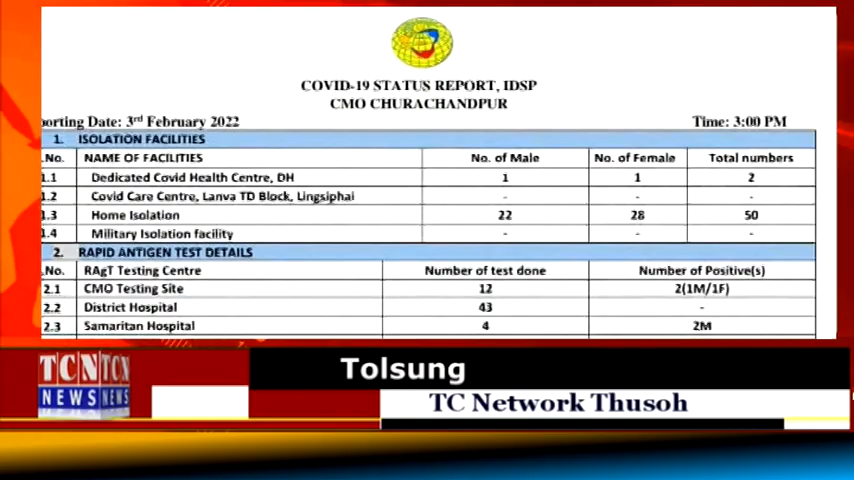 COVID-19 STATUS REPORT, IDSP
CMO CHURACHANDPUR
orting Date: 3rd February 2022 Time: 3:00 PM
1. ISOLATION FACILITIES
.No. NAME OF FACILITIES No. of Male No. of Female Total numbers
1.1 Dedicated Covid Health Centre, DH 1 1 2
1.2 Covid Care Centre, Lanva TD Block, Lingsiphai - - -
1.3 Home Isolation 22 28 50
1.4 Military Isolation facility - - -
2. RAPID ANTIGEN TEST DETAILS
.No. RAgT Testing Centre Number of test done Number of Positive(s)
2.1 CMO Testing Site 12 2(1M/1F)
2.2 District Hospital 43 -
2.3 Samaritan Hospital 4 2M
TCN TCN
NEWS NEWS
Tolsung
TC Network Thusoh